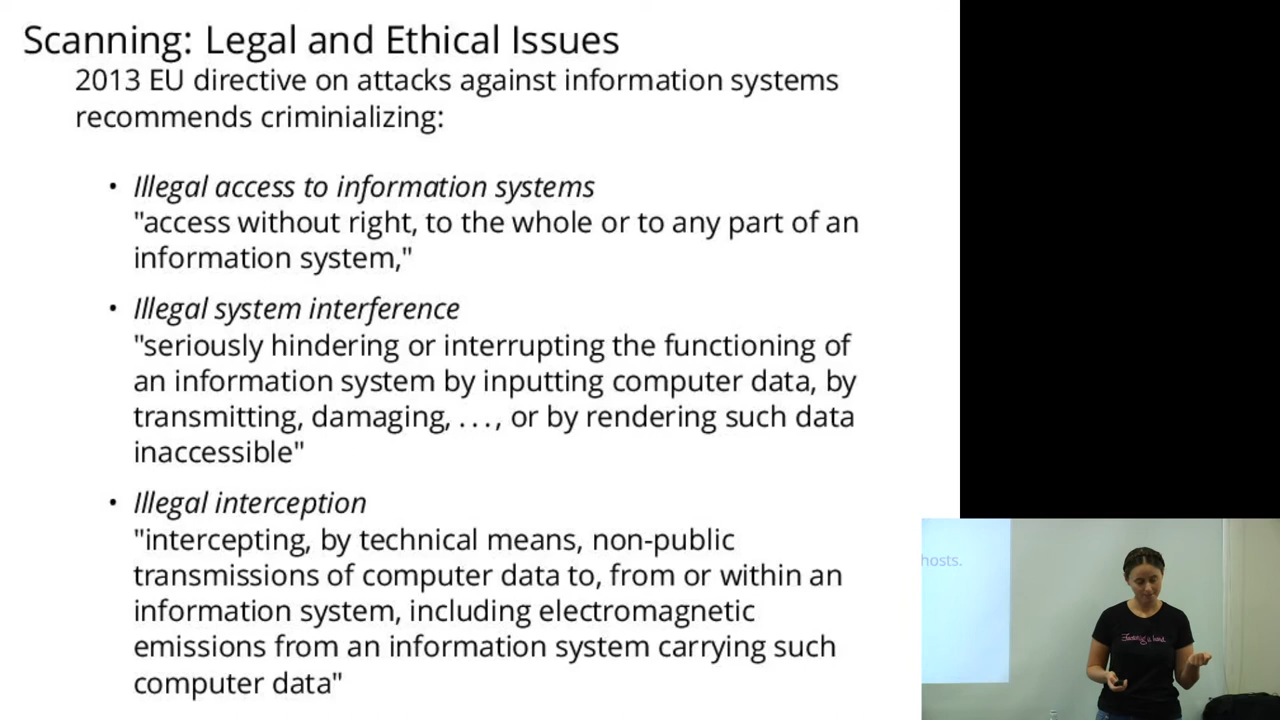 Scanning: Legal and Ethical Issues
2013 EU directive on attacks against information systems
recommends criminializing:
• Illegal access to information systems
"access without right, to the whole or to any part of an
information system,"
• Illegal system interference
"seriously hindering or interrupting the functioning of
an information system by inputting computer data, by
transmitting, damaging, . . . , or by rendering such data
inaccessible"
• Illegal interception
"intercepting, by technical means, non-public
transmissions of computer data to, from or within an
information system, including electromagnetic
emissions from an information system carrying such
computer data"
hosts.